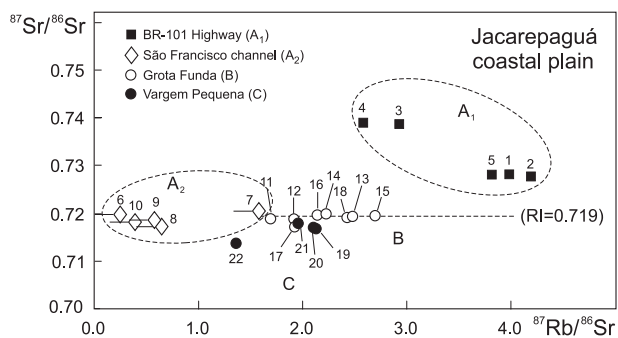 ⁸⁷Sr/⁸⁶Sr
0.76
0.75
0.74
0.73
0.72
0.71
0.70
BR-101 Highway (A₁)
São Francisco channel (A₂)
Grota Funda (B)
Vargem Pequena (C)
Jacarepaguá
coastal plain
4 3 A₁
5 1 2
A₂
6 10 9 8 7 11 12 16 14 18 13 15
(RI=0.719)
B
22 17 21 20 19
C
0.0 1.0 2.0 3.0 4.0 ⁸⁷Rb/⁸⁶Sr